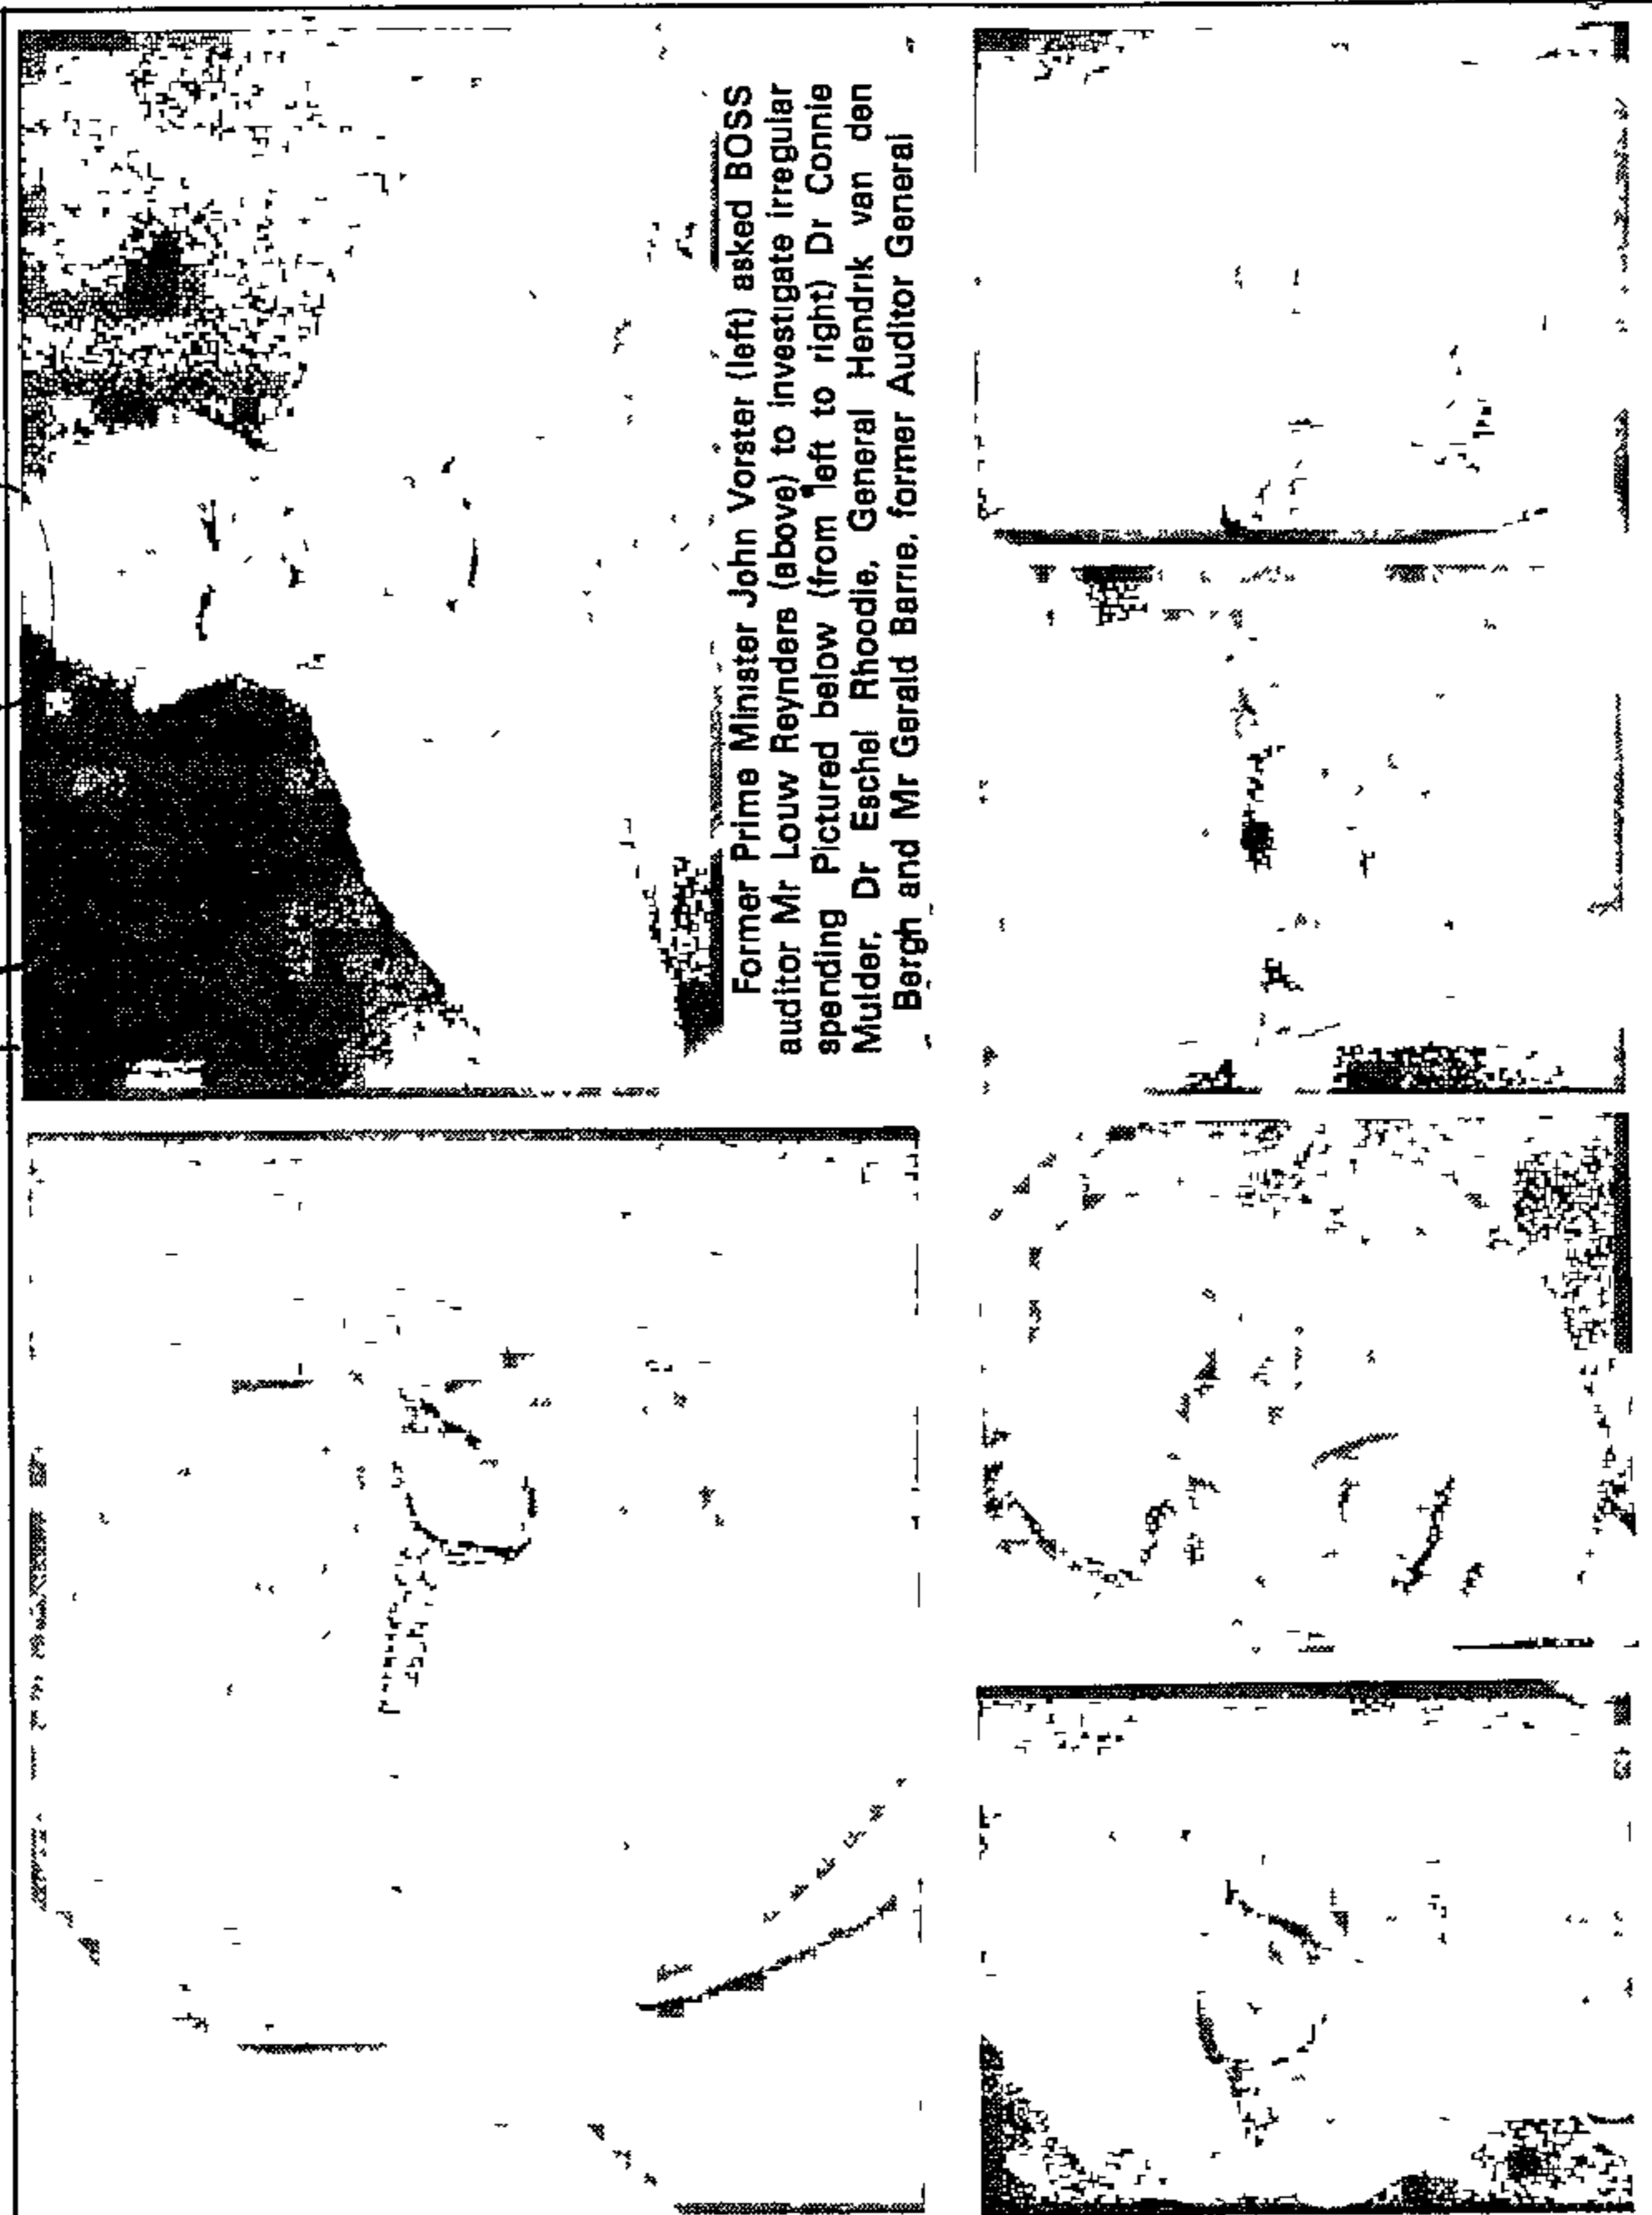 Former Prime Minister John Vorster (left) asked BOSS
auditor Mr Louw Reynders (above) to investigate irregular
spending Pictured below (from left to right) Dr Connie
Mulder, Dr Eschel Rhoodie, General Hendrik van den
Bergh and Mr Gerald Barrie, former Auditor General